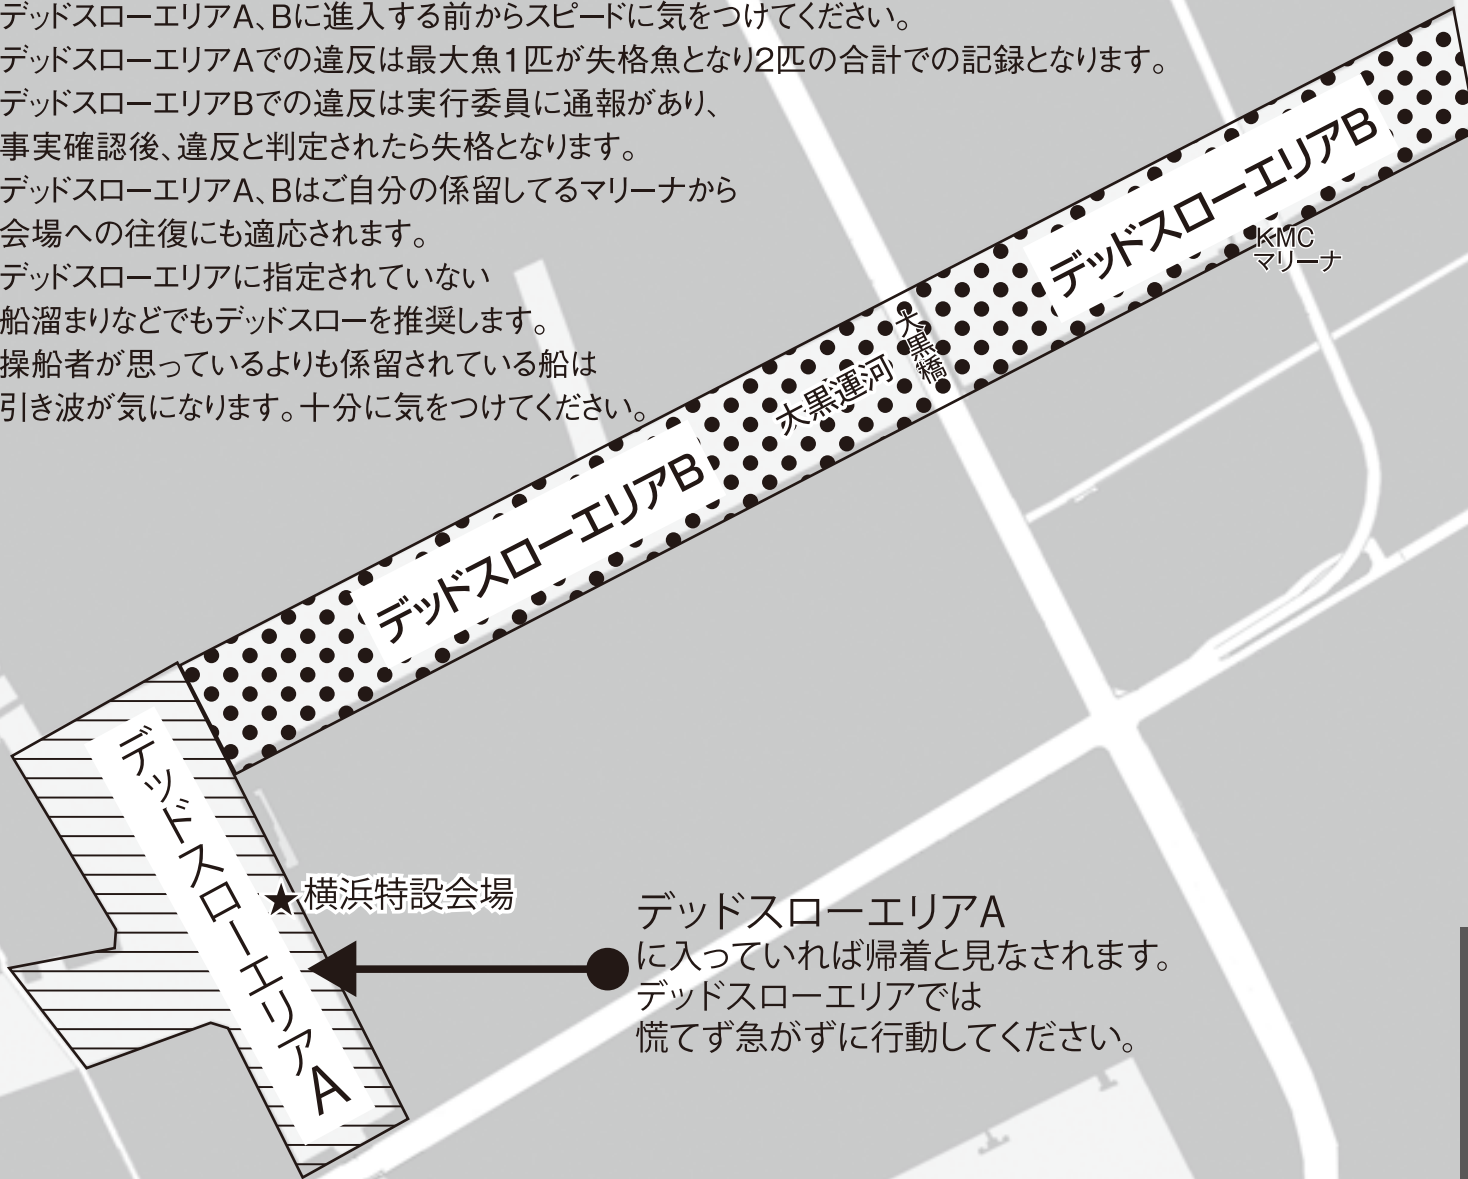 デッドスローエリアA、Bに進入する前からスピードに気をつけてください。
デッドスローエリアAでの違反は最大魚1匹が失格魚となり2匹の合計での記録となります。
デッドスローエリアBでの違反は実行委員に通報があり、
事実確認後、違反と判定されたら失格となります。
デッドスローエリアA、Bはご自分の係留してるマリーナから
会場への往復にも適応されます。
デッドスローエリアに指定されていない
船溜まりなどでもデッドスローを推奨します。
操船者が思っているよりも係留されている船は
引き波が気になります。十分に気をつけてください。
デッドスローエリアB
KMC
マリーナ
大黒橋
大黒運河
デッドスローエリアB
デッドスローエリアA
★横浜特設会場
デッドスローエリアA
に入っていれば帰着と見なされます。
デッドスローエリアでは
慌てず急がずに行動してください。